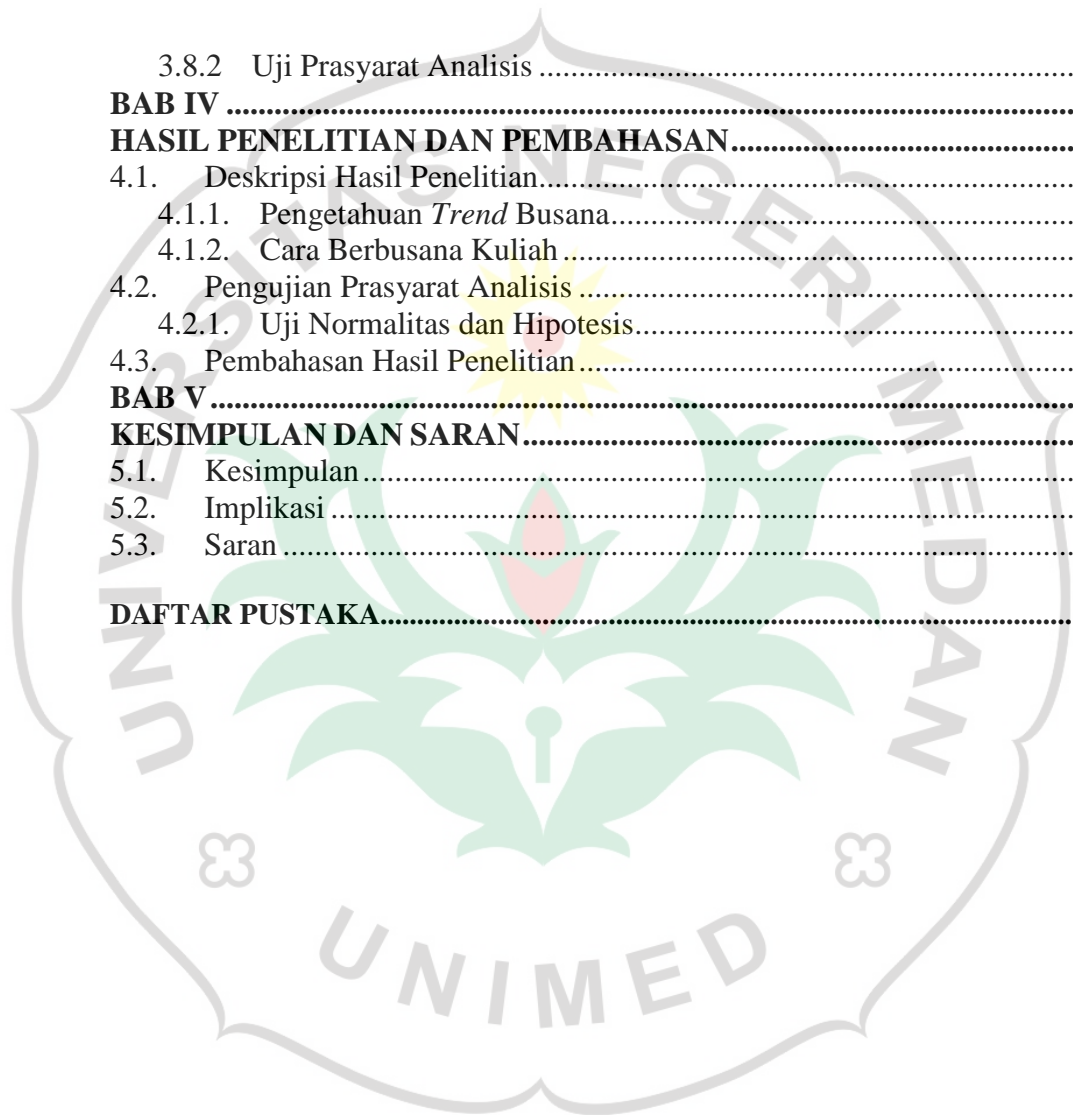 3.8.2 Uji Prasyarat Analisis ....................................................................................
BAB IV ....................................................................................
HASIL PENELITIAN DAN PEMBAHASAN....................................................................................
4.1. Deskripsi Hasil Penelitian....................................................................................
4.1.1. Pengetahuan Trend Busana....................................................................................
4.1.2. Cara Berbusana Kuliah ....................................................................................
4.2. Pengujian Prasyarat Analisis ....................................................................................
4.2.1. Uji Normalitas dan Hipotesis....................................................................................
4.3. Pembahasan Hasil Penelitian....................................................................................
BAB V ....................................................................................
KESIMPULAN DAN SARAN....................................................................................
5.1. Kesimpulan....................................................................................
5.2. Implikasi ....................................................................................
5.3. Saran ....................................................................................
DAFTAR PUSTAKA....................................................................................
UNIVERSITAS NEGERI MEDAN
UNIMED